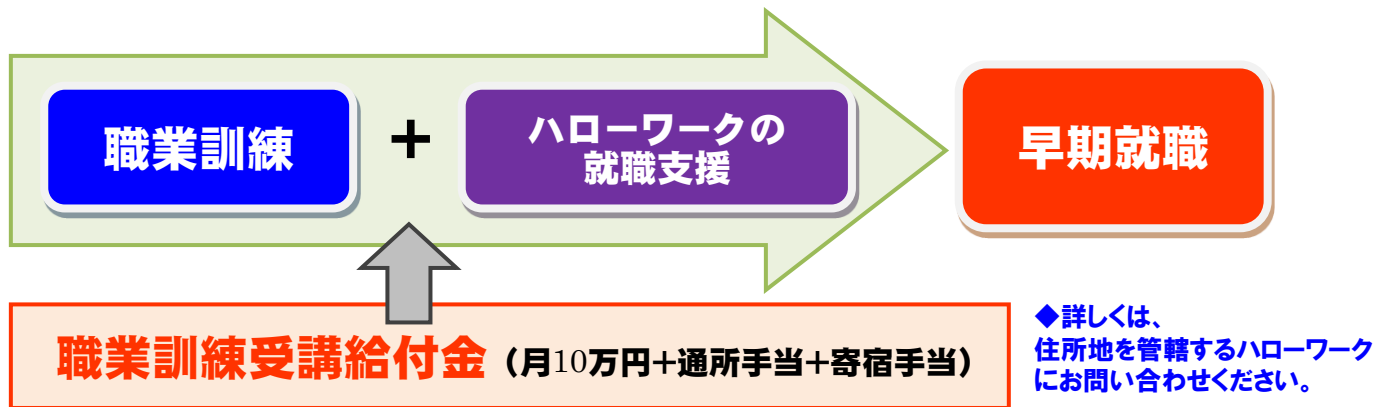 職業訓練
+
ハローワークの
就職支援
早期就職
職業訓練受講給付金(月10万円+通所手当+寄宿手当)
◆詳しくは、
住所地を管轄するハローワーク
にお問い合わせください。